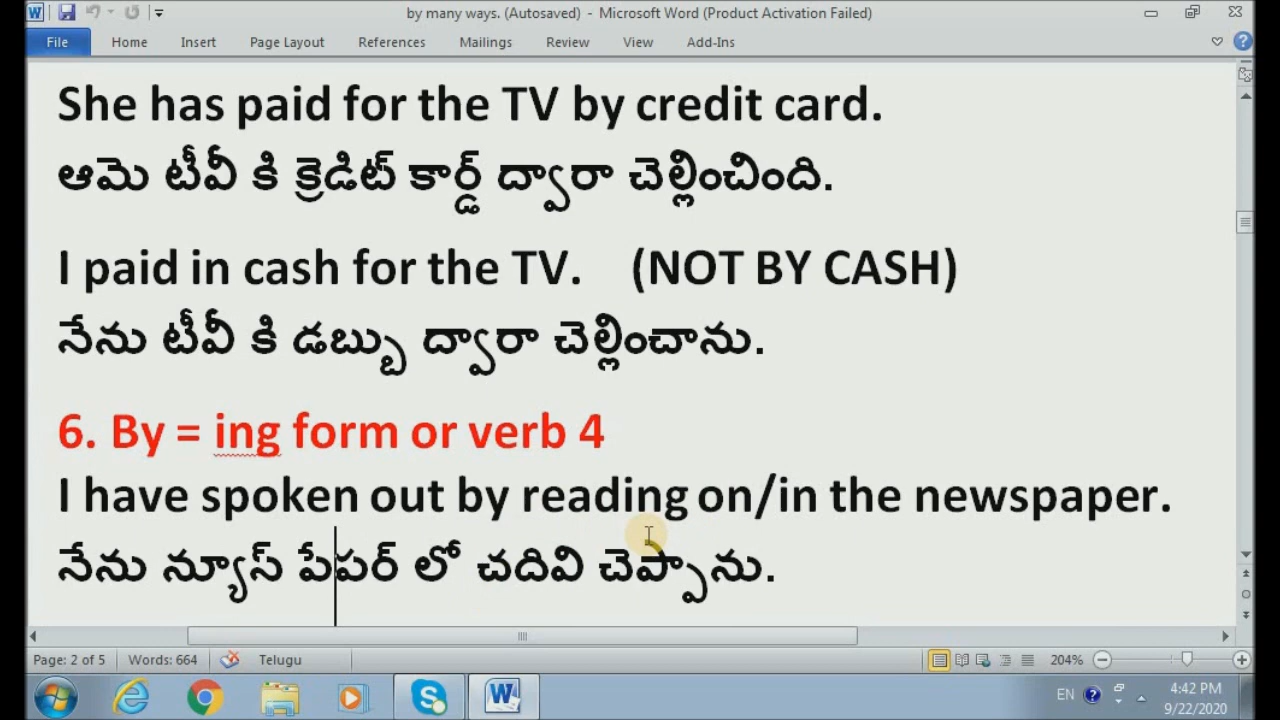 by many ways. (Autosaved) - Microsoft Word (Product Activation Failed)
File Home Insert Page Layout References Mailings Review View Add-Ins
She has paid for the TV by credit card.
ఆమె టీవీ కి క్రెడిట్ కార్డ్ ద్వారా చెల్లించింది.
I paid in cash for the TV. (NOT BY CASH)
నేను టీవీ కి డబ్బు ద్వారా చెల్లించాను.
6. By = ing form or verb 4
I have spoken out by reading on/in the newspaper.
నేను న్యూస్ పేపర్ లో చదివి చెప్పాను.
Page: 2 of 5 Words: 664 Telugu 204%
EN 4:42 PM
9/22/2020